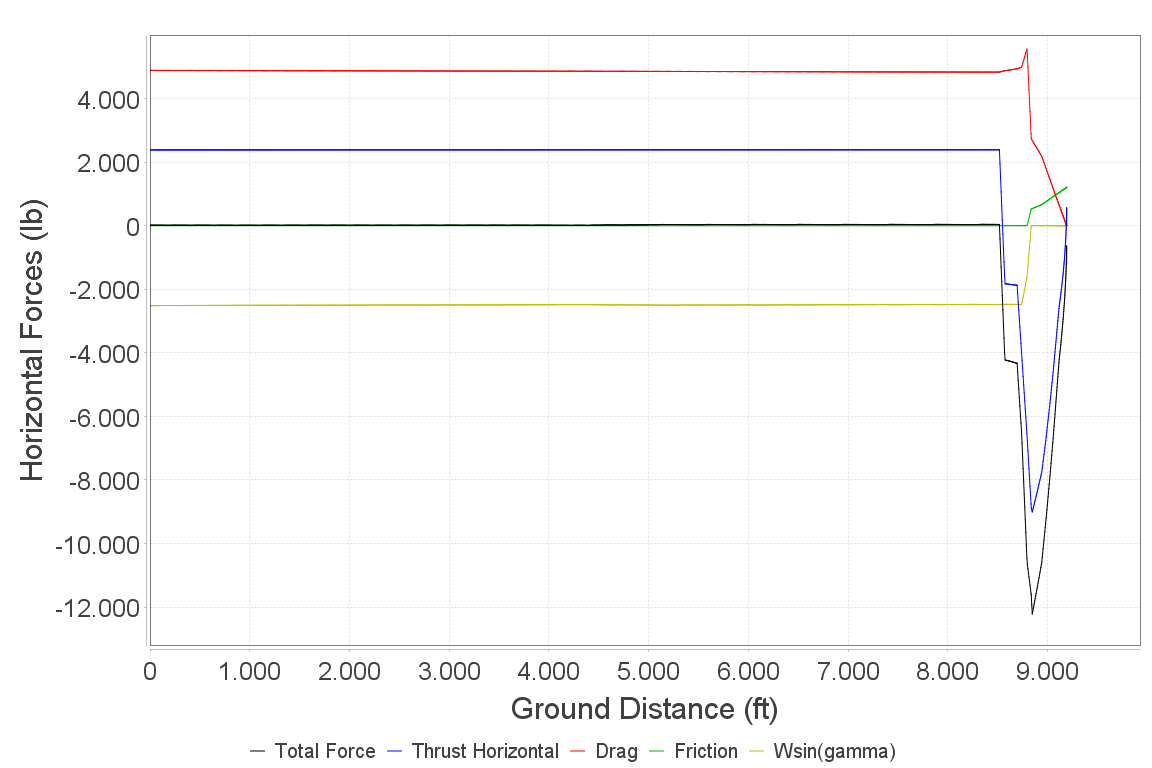 Horizontal Forces (lb)
4.000
2.000
0
-2.000
-4.000
-6.000
-8.000
-10.000
-12.000
0 1.000 2.000 3.000 4.000 5.000 6.000 7.000 8.000 9.000
Ground Distance (ft)
Total Force Thrust Horizontal Drag Friction Wsin(gamma)